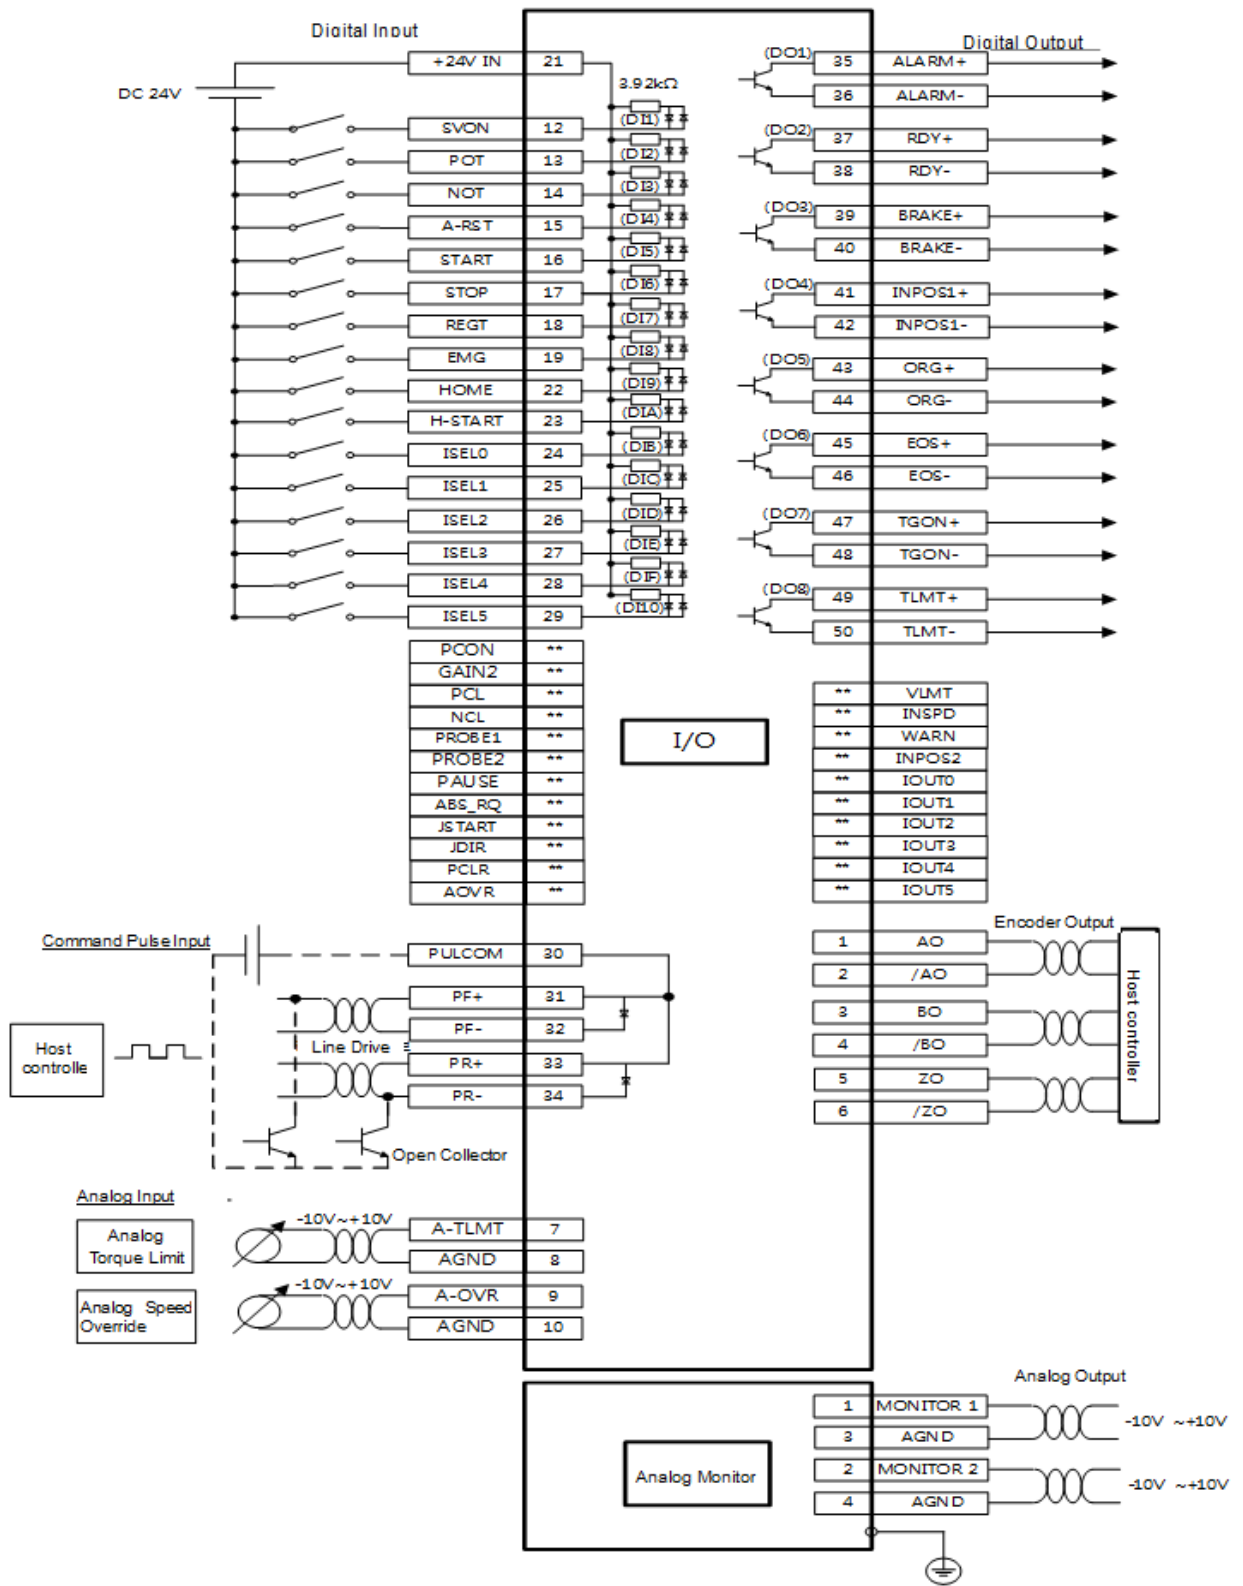 Digital Input
Digital Output
DC 24V
+24V IN 21
3.92kΩ
SVON 12 (DI1)
POT 13 (DI2)
NOT 14 (DI3)
A-RST 15 (DI4)
START 16 (DI5)
STOP 17 (DI6)
REGT 18 (DI7)
EMG 19 (DI8)
HOME 22 (DI9)
H-START 23 (DIA)
ISEL0 24 (DIB)
ISEL1 25 (DIC)
ISEL2 26 (DID)
ISEL3 27 (DIE)
ISEL4 28 (DIF)
ISEL5 29 (DI10)
PCON **
GAIN2 **
PCL **
NCL **
PROBE1 **
PROBE2 **
PAUSE **
ABS_RQ **
JSTART **
JDIR **
PCLR **
AOVR **
(DO1) 35 ALARM+
36 ALARM-
(DO2) 37 RDY+
38 RDY-
(DO3) 39 BRAKE+
40 BRAKE-
(DO4) 41 INPOS1+
42 INPOS1-
(DO5) 43 ORG+
44 ORG-
(DO6) 45 EOS+
46 EOS-
(DO7) 47 TGON+
48 TGON-
(DO8) 49 TLMT+
50 TLMT-
** VLMT
** INSPD
** WARN
** INPOS2
** IOUT0
** IOUT1
** IOUT2
** IOUT3
** IOUT4
** IOUT5
I/O
Command Pulse Input
PULCOM 30
PF+ 31
PF- 32
Line Drive
PR+ 33
PR- 34
Host
controlle
Open Collector
Encoder Output
1 AO
2 /AO
3 BO
4 /BO
5 ZO
6 /ZO
Host controller
Analog Input
Analog
Torque Limit
-10V~+10V
A-TLMT 7
AGND 8
Analog Speed
Override
-10V~+10V
A-OVR 9
AGND 10
Analog Output
Analog Monitor
1 MONITOR 1
3 AGND
-10V ~+10V
2 MONITOR 2
4 AGND
-10V ~+10V